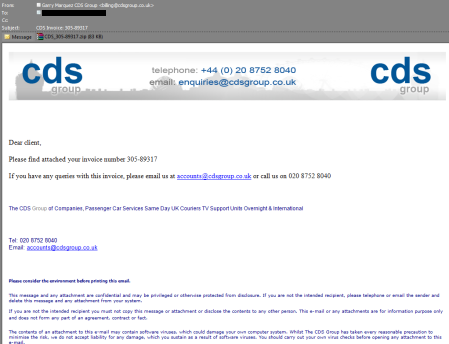 From: Garry Marquez CDS Group <billing@cdsgroup.co.uk>
To:
Cc:
Subject: CDS Invoice 305-89317
Message CDS_305-89317.zip (83 KB)
cds group telephone: +44 (0) 20 8752 8040 cds group
email: enquiries@cdsgroup.co.uk
Dear client,
Please find attached your invoice number 305-89317
If you have any queries with this invoice, please email us at accounts@cdsgroup.co.uk or call us on 020 8752 8040
The CDS Group of Companies, Passenger Car Services Same Day UK Couriers TV Support Units Overnight & International
Tel: 020 8752 8040
Email: accounts@cdsgroup.co.uk
Please consider the environment before printing this email.
This message and any attachment are confidential and may be privileged or otherwise protected from disclosure. If you are not the intended recipient, please telephone or email the sender and
delete this message and any attachment from your system.
If you are not the intended recipient you must not copy this message or attachment or disclose the contents to any other person. This e-mail or any attachments are for information purpose only
and does not form any part of an agreement, contract or fact.
The contents of an attachment to this e-mail may contain software viruses, which could damage your own computer system. Whilst The CDS Group has taken every reasonable precaution to
minimise the risk, we do not accept liability for any damage, which you sustain as a result of software viruses. You should carry out your own virus checks before opening any attachment to this
e-mail.